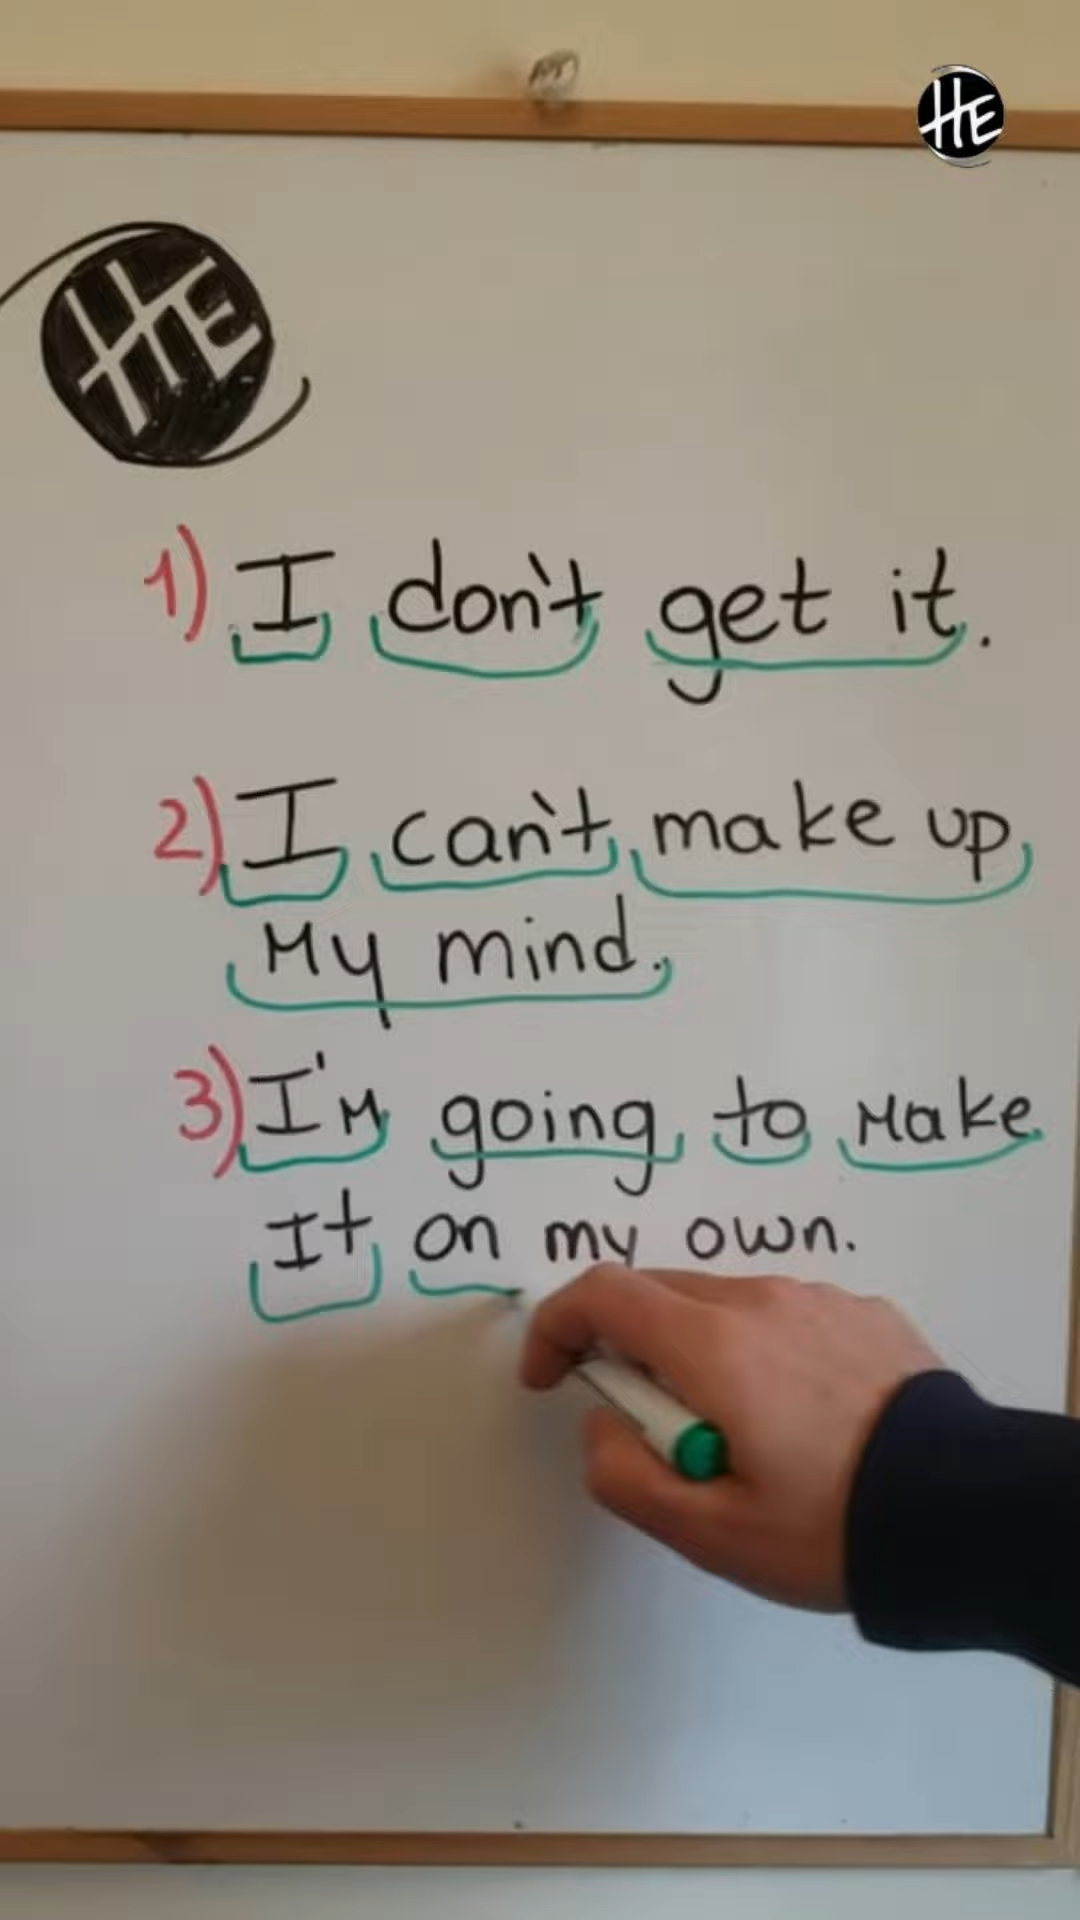 HE
HE
1) I don't get it.
2) I can't make up
My mind.
3) I'm going to Make
It on my own.